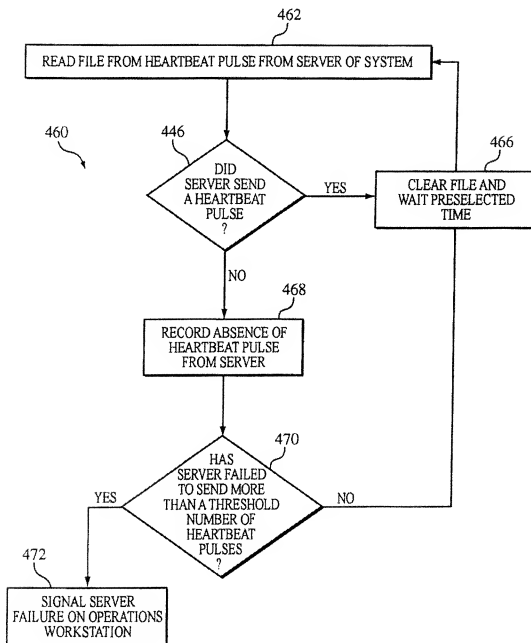 462
READ FILE FROM HEARTBEAT PULSE FROM SERVER OF SYSTEM
460
446
DID
SERVER SEND
A HEARTBEAT
PULSE
?
YES
466
CLEAR FILE AND
WAIT PRESELECTED
TIME
NO
468
RECORD ABSENCE OF
HEARTBEAT PULSE
FROM SERVER
470
HAS
SERVER FAILED
TO SEND MORE
THAN A THRESHOLD
NUMBER OF
HEARTBEAT
PULSES
?
YES
NO
472
SIGNAL SERVER
FAILURE ON OPERATIONS
WORKSTATION